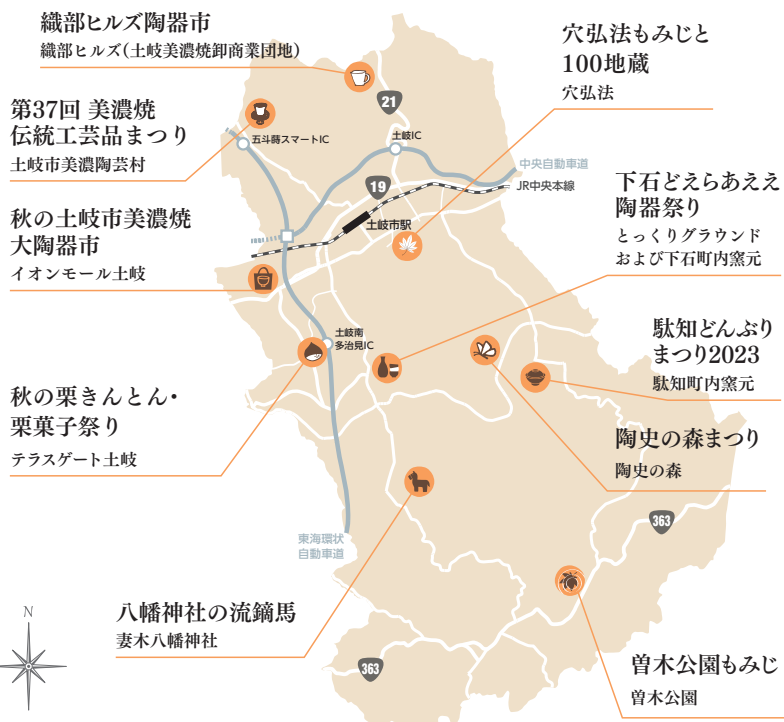 織部ヒルズ陶器市
織部ヒルズ(土岐美濃焼卸商業団地)
穴弘法もみじと
100地蔵
穴弘法
第37回 美濃焼
伝統工芸品まつり
土岐市美濃陶芸村
21
五斗蒔スマートIC
土岐IC
中央自動車道
JR中央本線
19
土岐市駅
下石どえらあええ
陶器祭り
とっくりグラウンド
および下石町内窯元
秋の土岐市美濃焼
大陶器市
イオンモール土岐
土岐南
多治見IC
駄知どんぶり
まつり2023
駄知町内窯元
秋の栗きんとん・
栗菓子祭り
テラスゲート土岐
陶史の森まつり
陶史の森
363
東海環状
自動車道
八幡神社の流鏑馬
妻木八幡神社
N
363
曽木公園もみじ
曽木公園